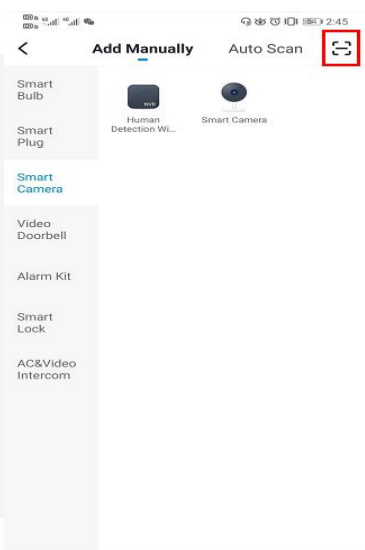 2:45
Add Manually
Auto Scan
Smart
Bulb
Smart
Plug
Smart
Camera
Video
Doorbell
Alarm Kit
Smart
Lock
AC&Video
Intercom
Human
Detection Wi...
Smart Camera